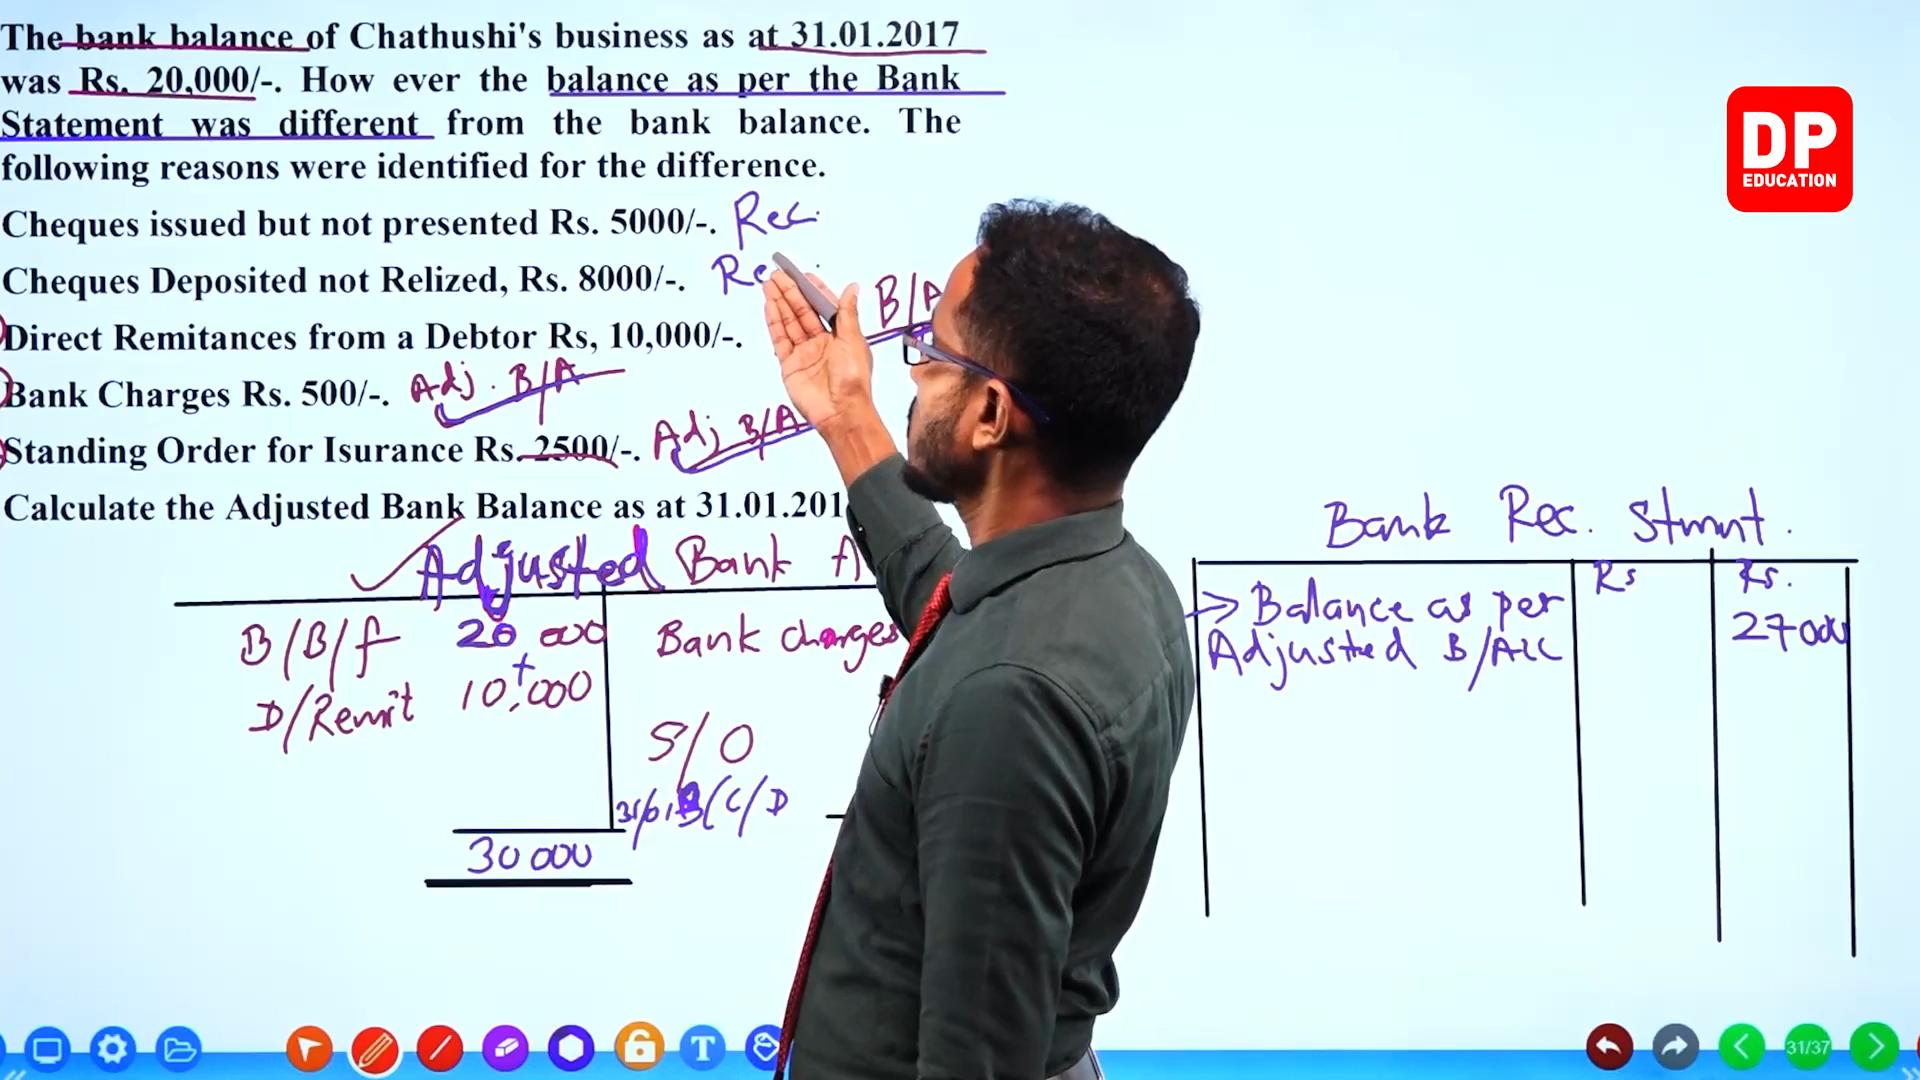 The bank balance of Chathushi's business as at 31.01.2017
was Rs. 20,000/-. How ever the balance as per the Bank
Statement was different from the bank balance. The
following reasons were identified for the difference.
Cheques issued but not presented Rs. 5000/-. Rec.
Cheques Deposited not Relized, Rs. 8000/-. Rec
Direct Remitances from a Debtor Rs, 10,000/-. B/A
Bank Charges Rs. 500/-. Adj. B/A
Standing Order for Isurance Rs. 2500/-. Adj B/A
Calculate the Adjusted Bank Balance as at 31.01.201
Adjusted Bank A
B/B/f 20 000 Bank charges
D/Remit 10,000
S/O
31/01 B/C/D
30 000
Bank Rec. Stmnt.
Rs Rs.
Balance as per 27 000
Adjusted B/Acc
DP
EDUCATION
T
31/37